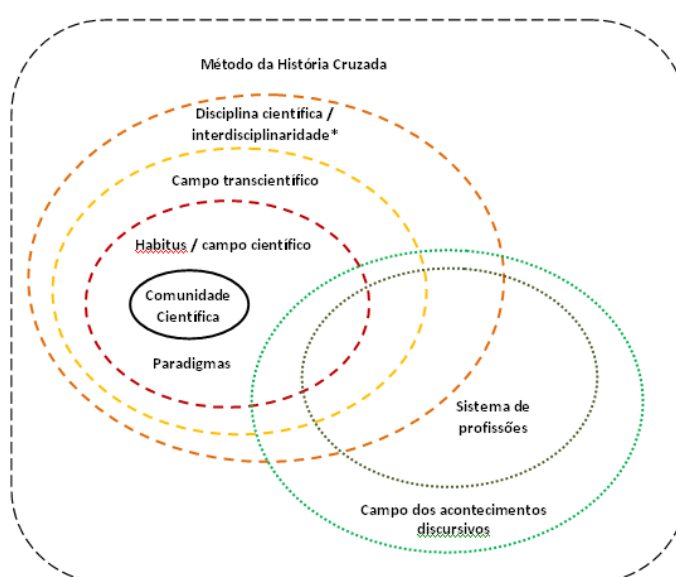 Método da História Cruzada
Disciplina científica /
interdisciplinaridade*
Campo transcientífico
Habitus / campo científico
Comunidade
Científica
Paradigmas
Sistema de
profissões
Campo dos acontecimentos
discursivos